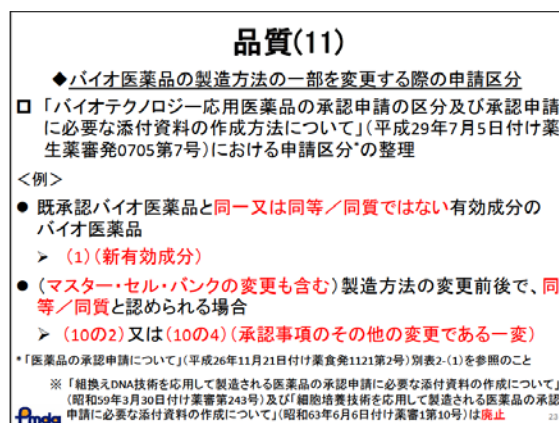 品質(11)
◆バイオ医薬品の製造方法の一部を変更する際の申請区分
「バイオテクノロジー応用医薬品の承認申請の区分及び承認申請
に必要な添付資料の作成方法について」(平成29年7月5日付け薬
生薬審発0705第7号)における申請区分*の整理
<例>
● 既承認バイオ医薬品と同一又は同等/同質ではない有効成分の
バイオ医薬品
➢ (1)(新有効成分)
● (マスター・セル・バンクの変更も含む)製造方法の変更前後で、同
等/同質と認められる場合
➢ (10の2)又は(10の4)(承認事項のその他の変更である一変)
*「医薬品の承認申請について」(平成26年11月21日付け薬食発1121第2号)別表2-(1)を参照のこと
※ 「組換えDNA技術を応用して製造される医薬品の承認申請に必要な添付資料の作成について」
(昭和59年3月30日付け薬審第243号)及び「細胞培養技術を応用して製造される医薬品の承認
申請に必要な添付資料の作成について」(昭和63年6月6日付け薬審1第10号)は廃止
pmda
23